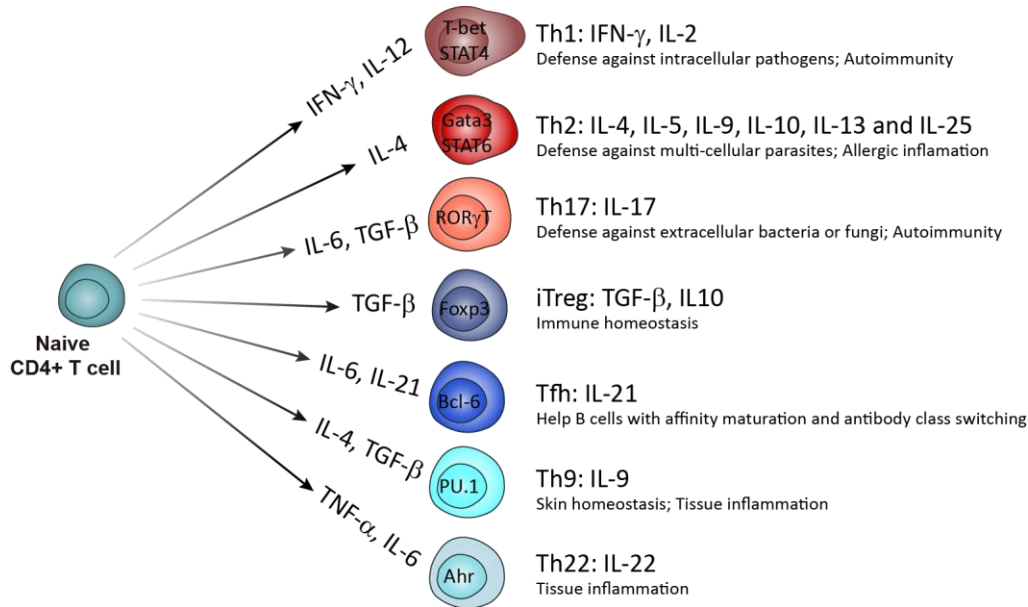 T-bet
STAT4
IFN-γ, IL-12
Th1: IFN-γ, IL-2
Defense against intracellular pathogens; Autoimmunity
Gata3
STAT6
IL-4
Th2: IL-4, IL-5, IL-9, IL-10, IL-13 and IL-25
Defense against multi-cellular parasites; Allergic inflamation
IL-6, TGF-β
RORγT
Th17: IL-17
Defense against extracellular bacteria or fungi; Autoimmunity
Naive
CD4+ T cell
TGF-β
Foxp3
iTreg: TGF-β, IL10
Immune homeostasis
IL-6, IL-21
Bcl-6
Tfh: IL-21
Help B cells with affinity maturation and antibody class switching
IL-4, TGF-β
PU.1
Th9: IL-9
Skin homeostasis; Tissue inflammation
TNF-α, IL-6
Ahr
Th22: IL-22
Tissue inflammation